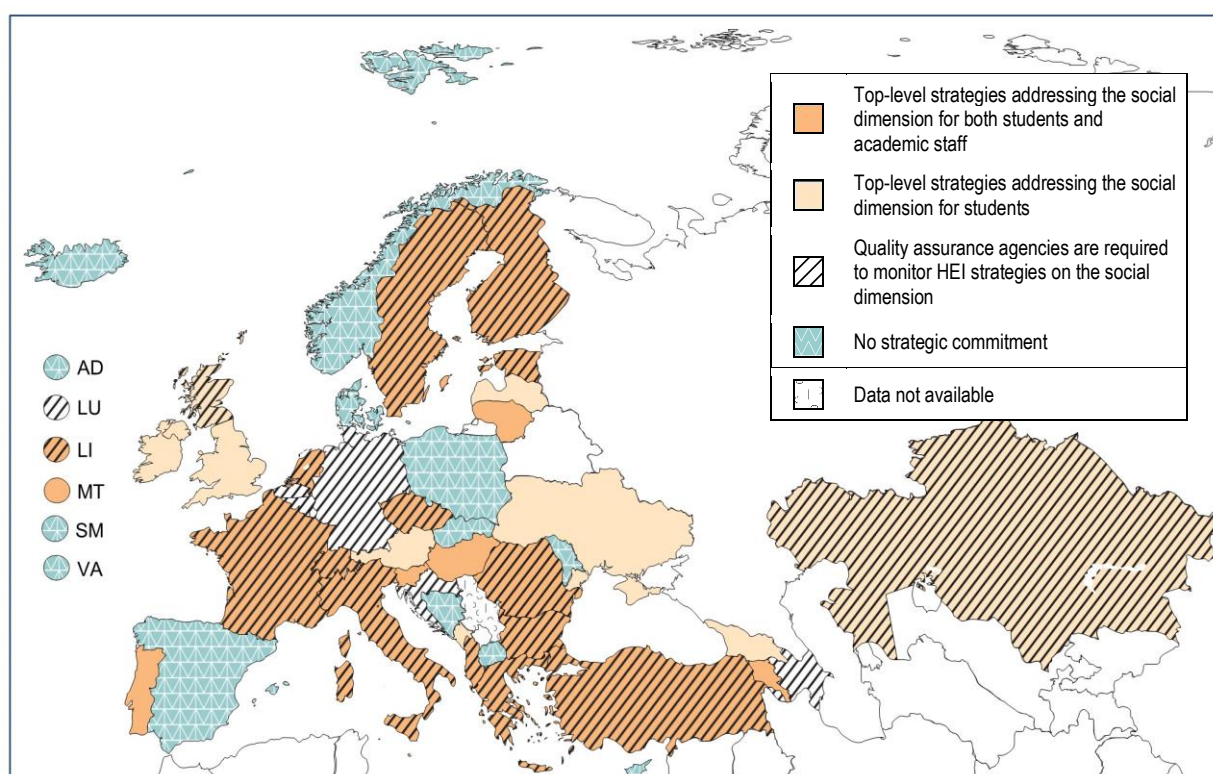 Top-level strategies addressing the social
dimension for both students and
academic staff
Top-level strategies addressing the social
dimension for students
Quality assurance agencies are required
to monitor HEI strategies on the social
dimension
No strategic commitment
Data not available
AD
LU
LI
MT
SM
VA